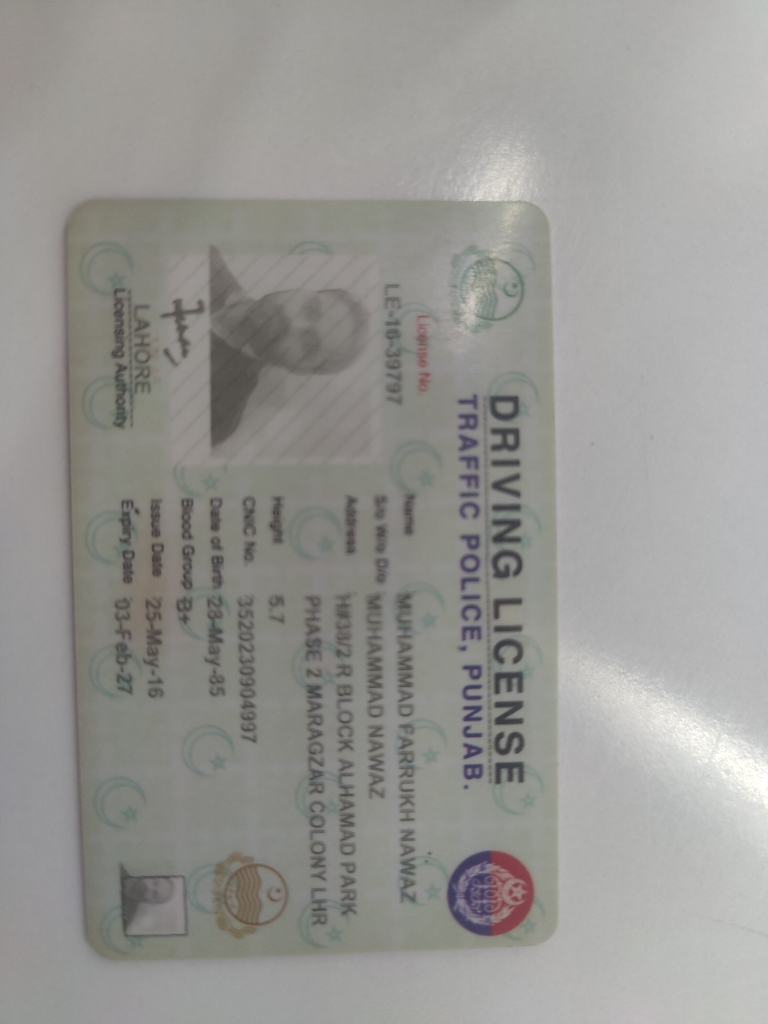 DRIVING LICENSE
TRAFFIC POLICE, PUNJAB.
License No.
LE-16-39797
Name MUHAMMAD FARRUKH NAWAZ
S/o W/o D/o MUHAMMAD NAWAZ
Address H#38/2 R BLOCK ALHAMAD PARK
PHASE 2 MARAGZAR COLONY LHR
Height 5.7
CNIC No. 3520230904997
Date of Birth 28-May-85
Blood Group B+
Issue Date 25-May-16
Expiry Date 03-Feb-27
LAHORE
Licensing Authority